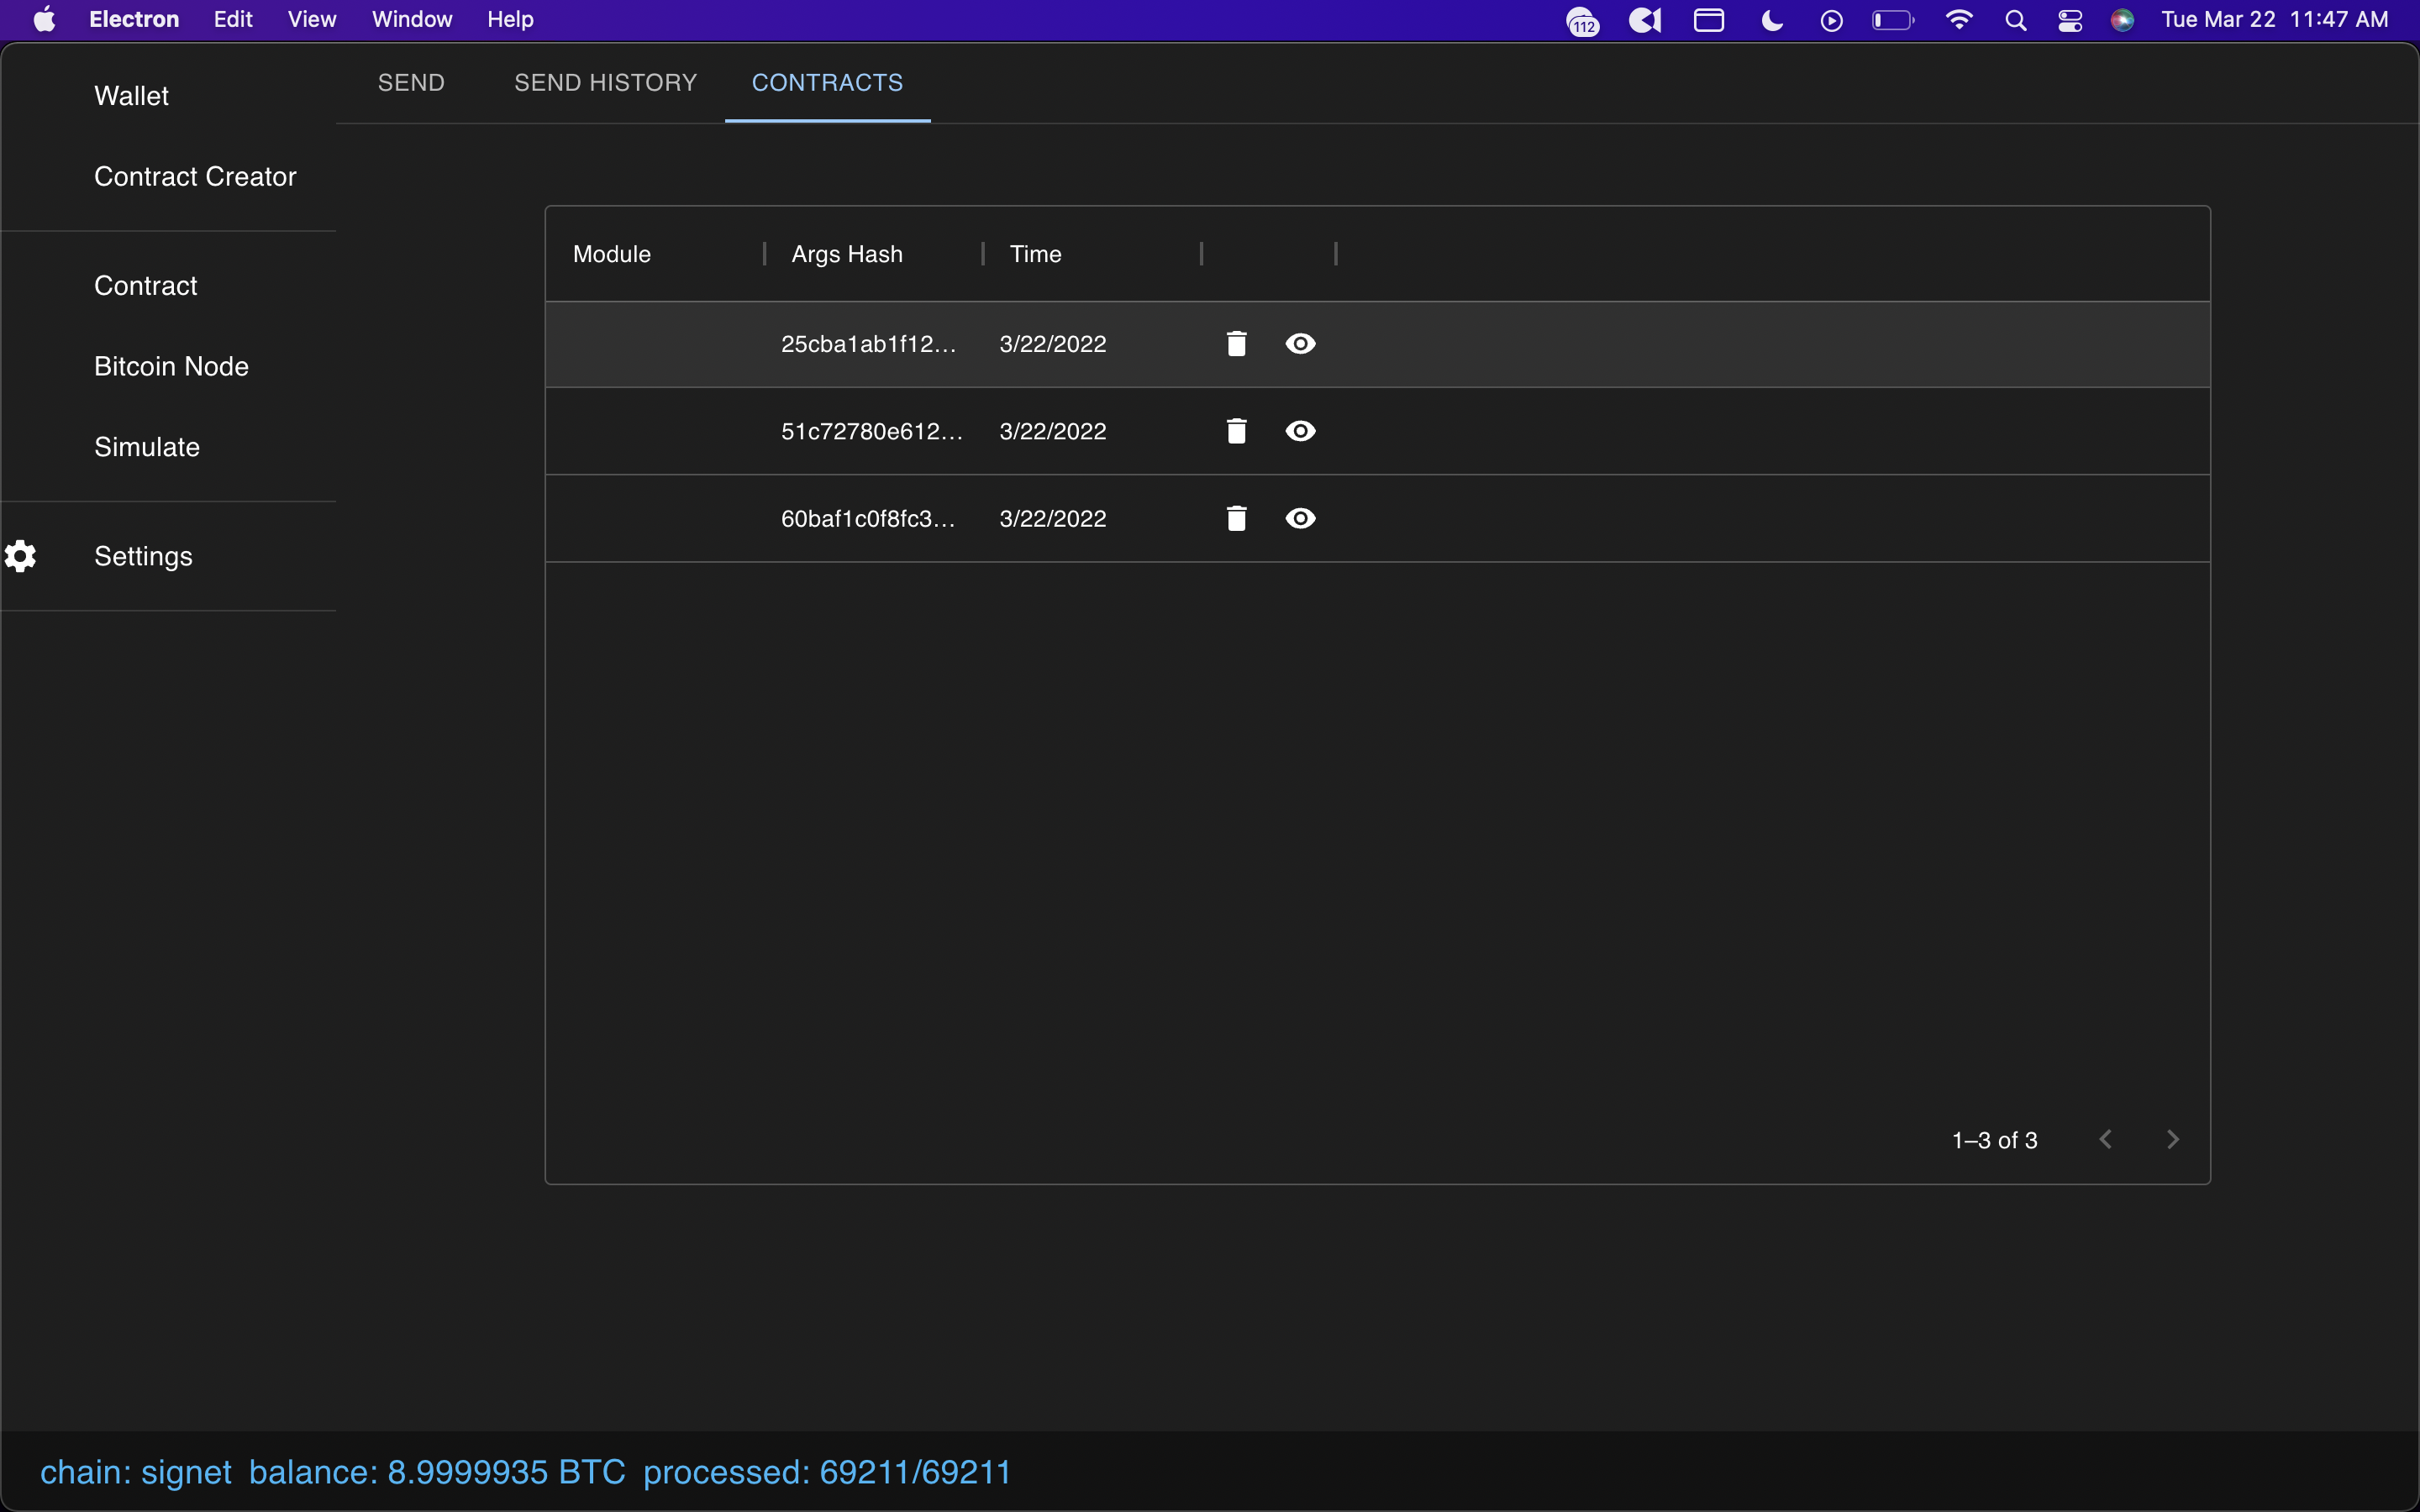 Electron Edit View Window Help 112 Tue Mar 22 11:47 AM
Wallet
Contract Creator
Contract
Bitcoin Node
Simulate
Settings
SEND SEND HISTORY CONTRACTS
Module Args Hash Time
25cba1ab1f12... 3/22/2022
51c72780e612... 3/22/2022
60baf1c0f8fc3... 3/22/2022
1–3 of 3
chain: signet balance: 8.9999935 BTC processed: 69211/69211